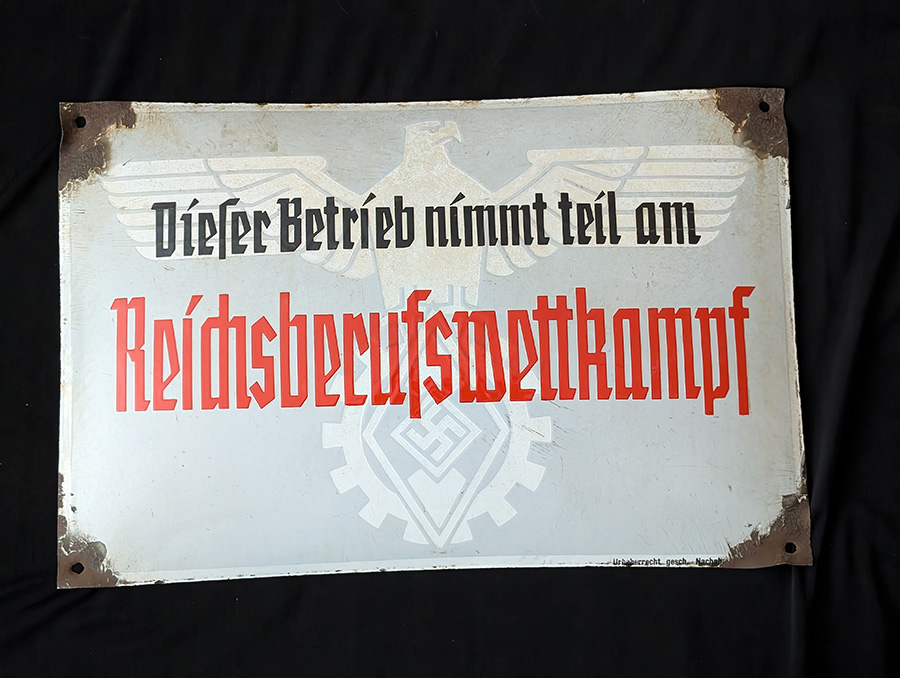 Dieſer Betrieb nimmt teil am
Reichsberufswettkampf
Urheberrecht gesch.